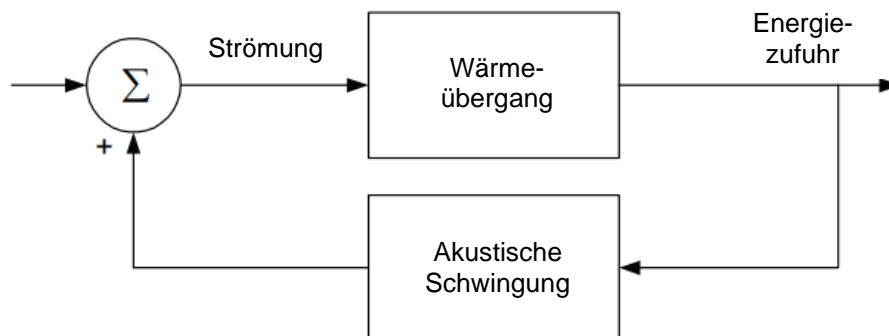 Energie-
zufuhr
Strömung
Wärme-
übergang
Σ
+
Akustische
Schwingung